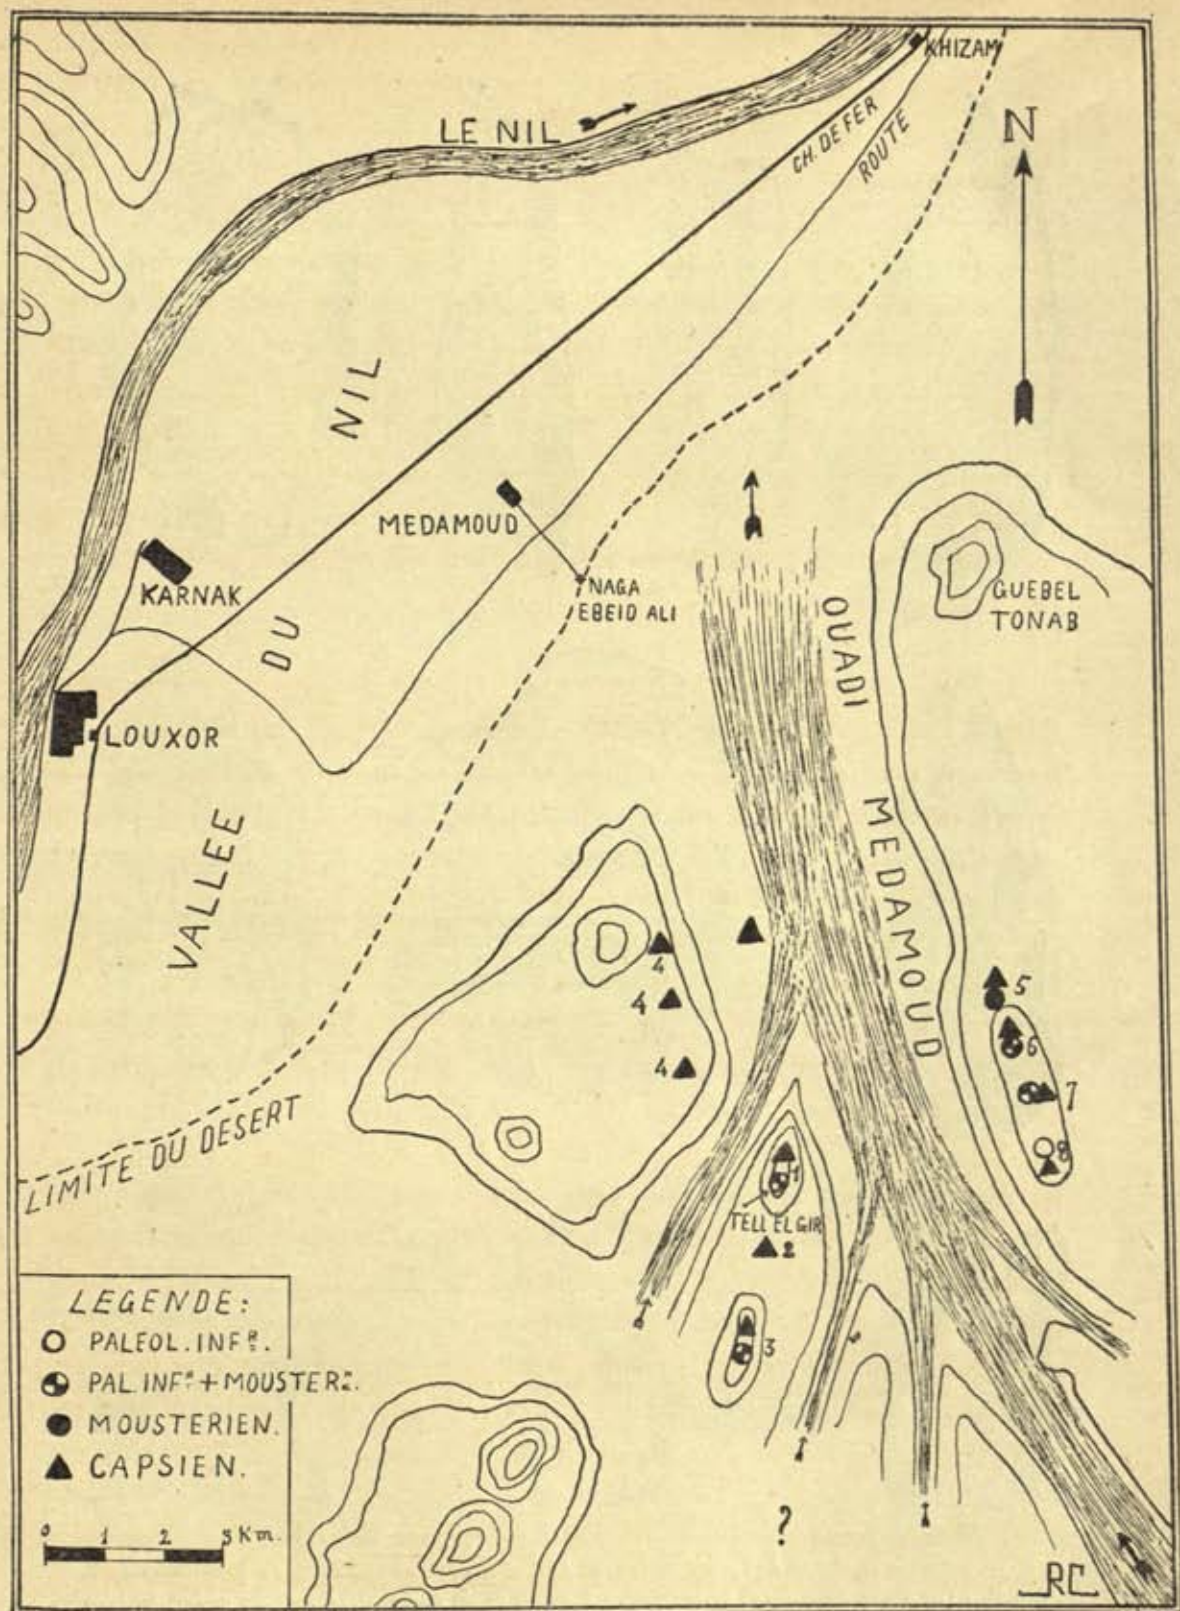 KHIZAM
LE NIL
CH. DE FER
ROUTE
N
VALLEE DU NIL
MEDAMOUD
KARNAK
NAGA
EBEID ALI
GUEBEL
TONAB
LOUXOR
OUADI MEDAMOUD
4
4
4
5
6
7
8
1
TELL EL GIR
2
3
LIMITE DU DESERT
LEGENDE:
PALEOL. INFR.
PAL. INFR + MOUSTERN.
MOUSTERIEN.
CAPSIEN.
0 1 2 3 Km.
?
RC